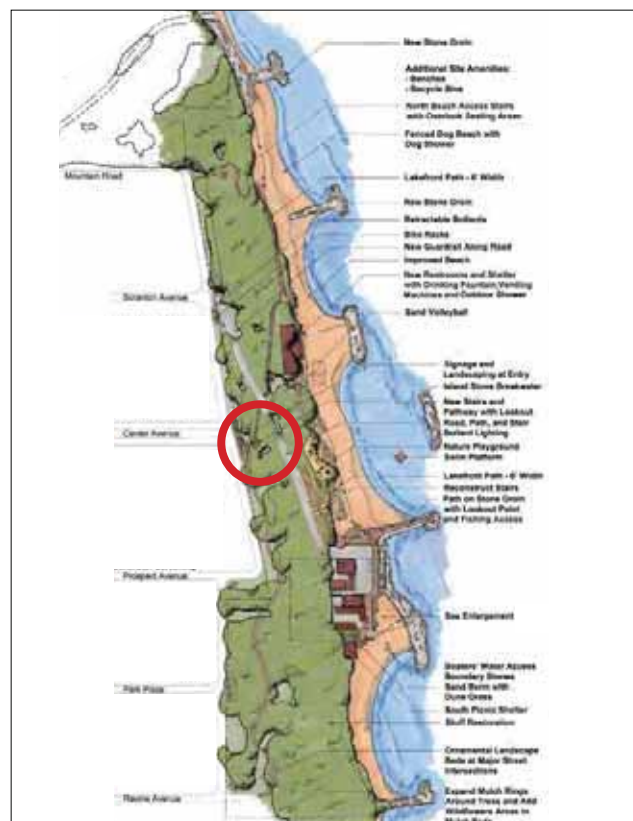 New Stone Groin
Additional Site Amenities:
- Benches
- Recycle Bins
North Beach Access Stairs
with Overlook Seating Areas
Fenced Dog Beach with
Dog Shower
Mountain Road
Lakefront Path - 6' Width
New Stone Groin
Retractable Bollards
Bike Racks
New Guardrail Along Road
Improved Beach
New Restrooms and Shelter
with Drinking Fountain, Vending
Machines and Outdoor Shower
Scranton Avenue
Sand Volleyball
Signage and
Landscaping at Entry
Island Stone Breakwater
New Stairs and
Pathway with Lookout
Road, Path, and Stair
Bollard Lighting
Center Avenue
Nature Playground
Swim Platform
Lakefront Path - 6' Width
Reconstruct Stairs
Path on Stone Groin
with Lookout Point
and Fishing Access
Prospect Avenue
See Enlargement
Boaters' Water Access
Boundary Stones
Sand Berm with
Dune Grass
Park Place
South Picnic Shelter
Bluff Restoration
Ornamental Landscape
Beds at Major Street
Intersections
Ravine Avenue
Expand Mulch Rings
Around Trees and Add
Wildflowers Areas in